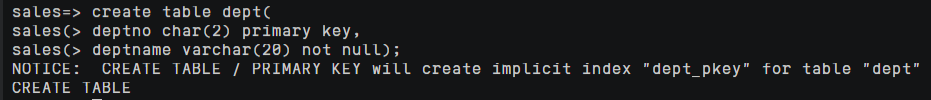 sales=> create table dept(
sales(> deptno char(2) primary key,
sales(> deptname varchar(20) not null);
NOTICE:  CREATE TABLE / PRIMARY KEY will create implicit index "dept_pkey" for table "dept"
CREATE TABLE